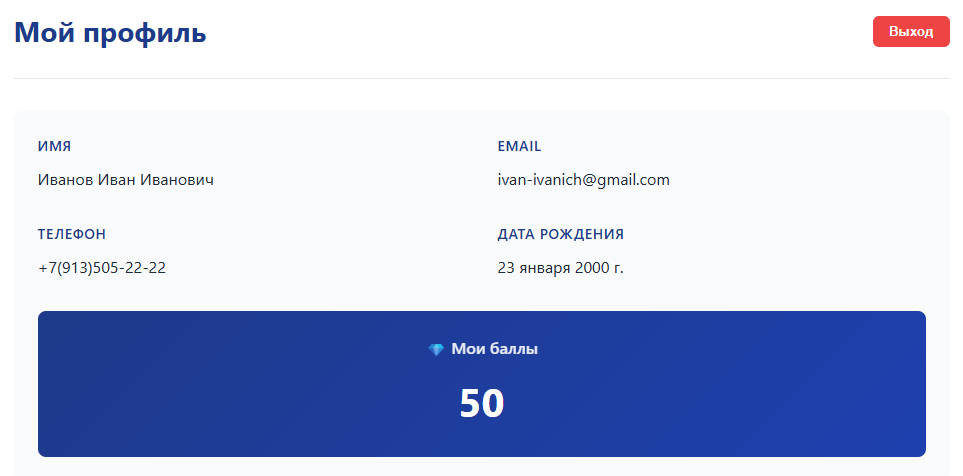 Мой профиль
Выход
ИМЯ
EMAIL
Иванов Иван Иванович
ivan-ivanich@gmail.com
ТЕЛЕФОН
ДАТА РОЖДЕНИЯ
+7(913)505-22-22
23 января 2000 г.
Мои баллы
50